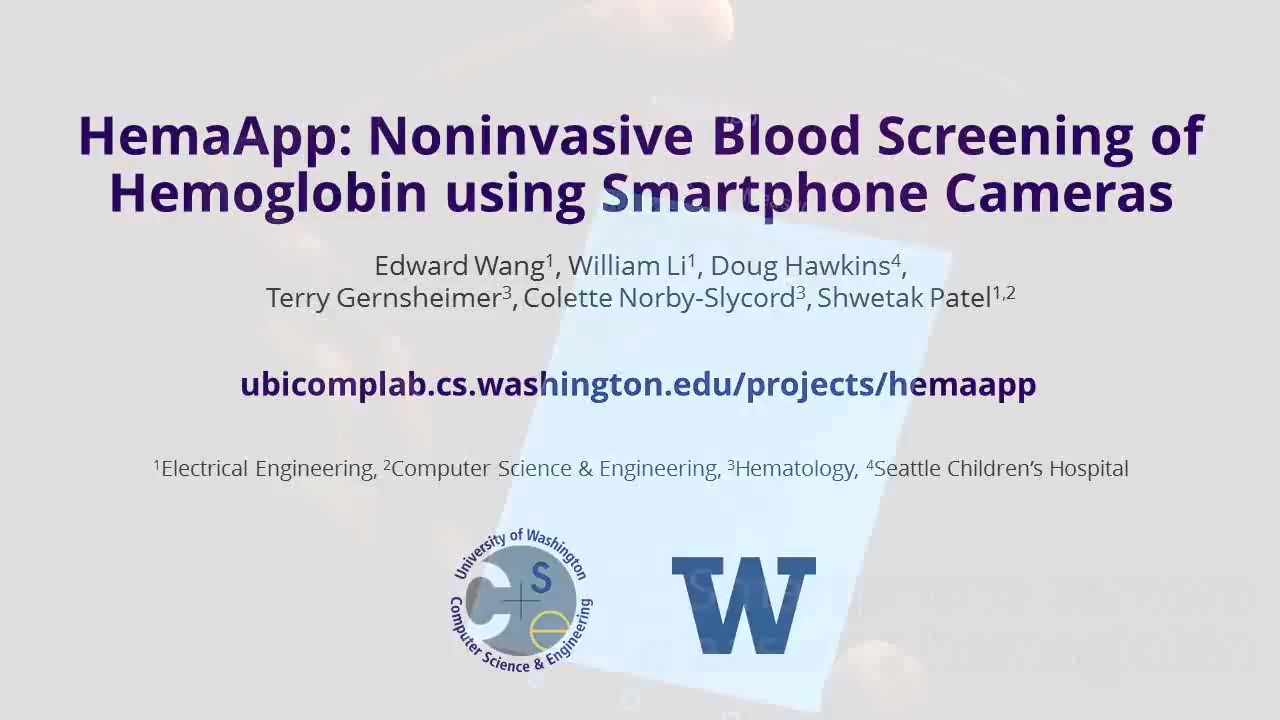 HemaApp: Noninvasive Blood Screening of
Hemoglobin using Smartphone Cameras
Edward Wang¹, William Li¹, Doug Hawkins⁴,
Terry Gernsheimer³, Colette Norby-Slycord³, Shwetak Patel¹,²
ubicomplab.cs.washington.edu/projects/hemaapp
¹Electrical Engineering, ²Computer Science & Engineering, ³Hematology, ⁴Seattle Children’s Hospital
University of Washington
C+Se
Computer Science & Engineering
W